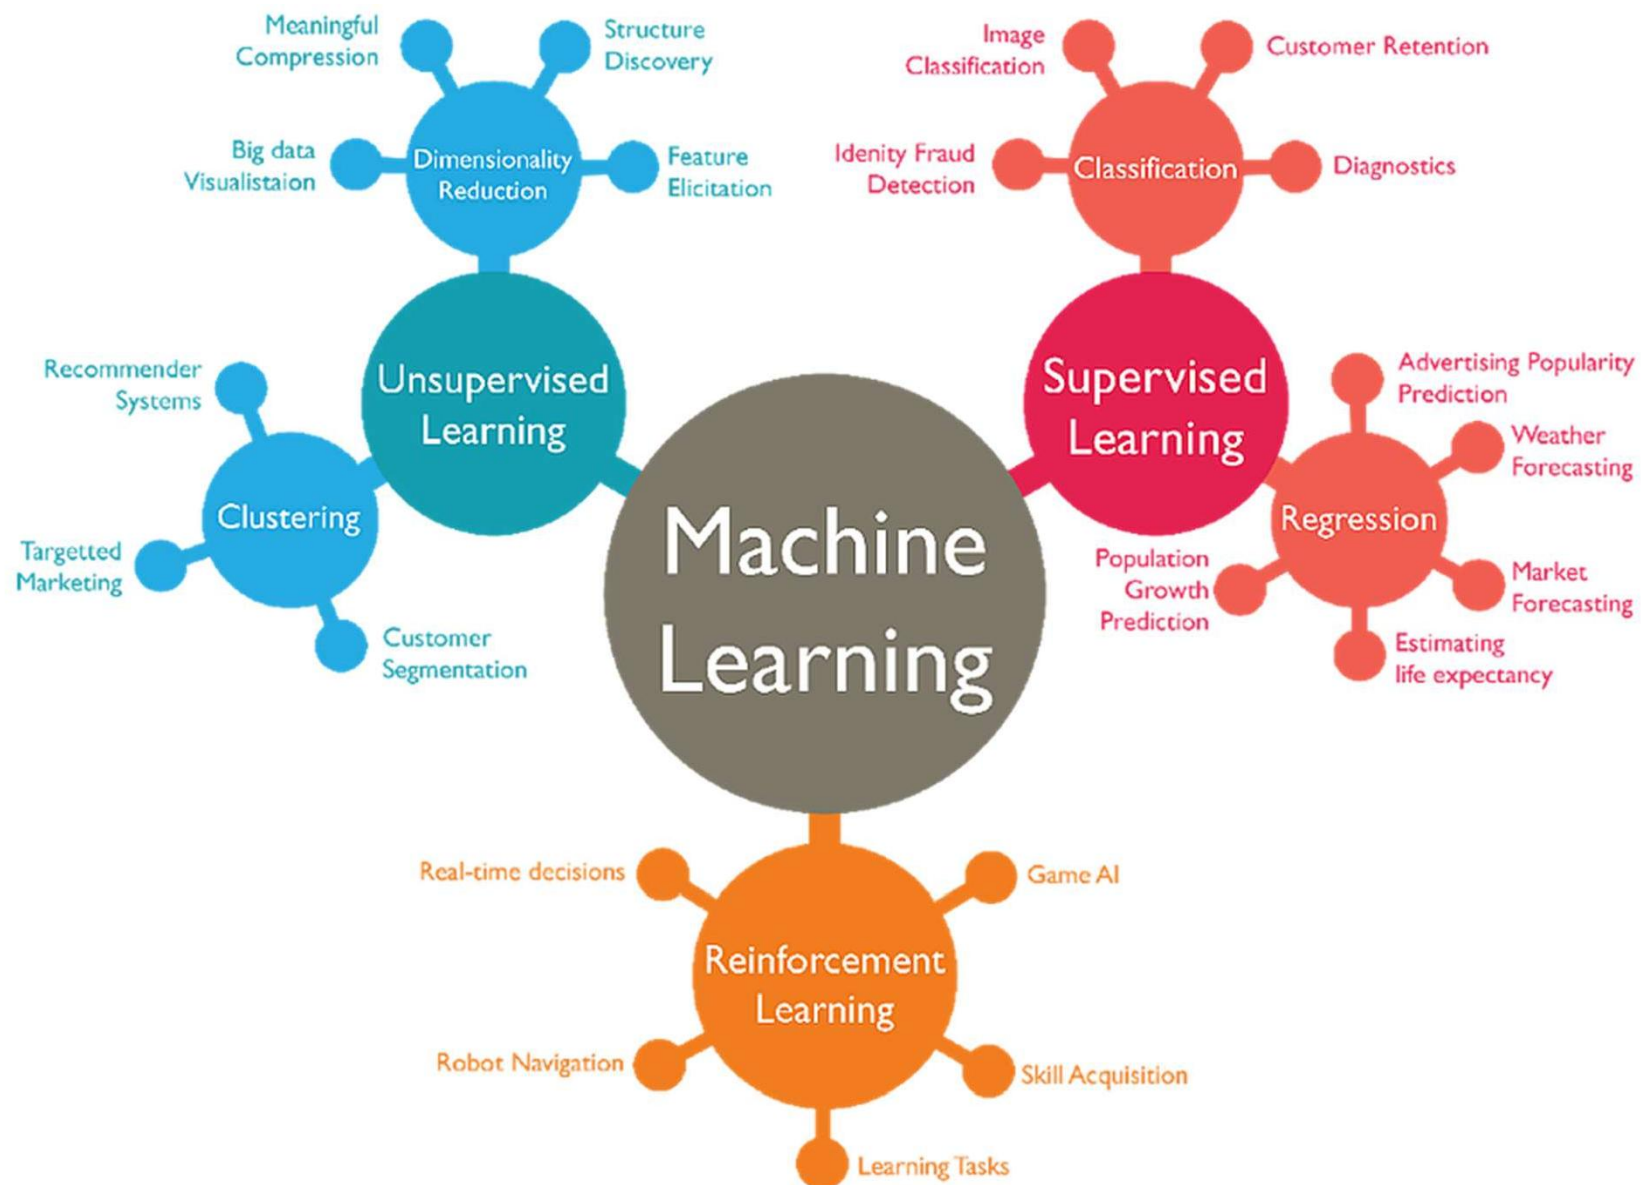 Meaningful
Compression
Structure
Discovery
Big data
Visualistaion
Dimensionality
Reduction
Feature
Elicitation
Image
Classification
Customer Retention
Idenity Fraud
Detection
Classification
Diagnostics
Recommender
Systems
Unsupervised
Learning
Clustering
Targetted
Marketing
Customer
Segmentation
Machine
Learning
Supervised
Learning
Advertising Popularity
Prediction
Weather
Forecasting
Regression
Population
Growth
Prediction
Market
Forecasting
Estimating
life expectancy
Real-time decisions
Game AI
Reinforcement
Learning
Robot Navigation
Skill Acquisition
Learning Tasks